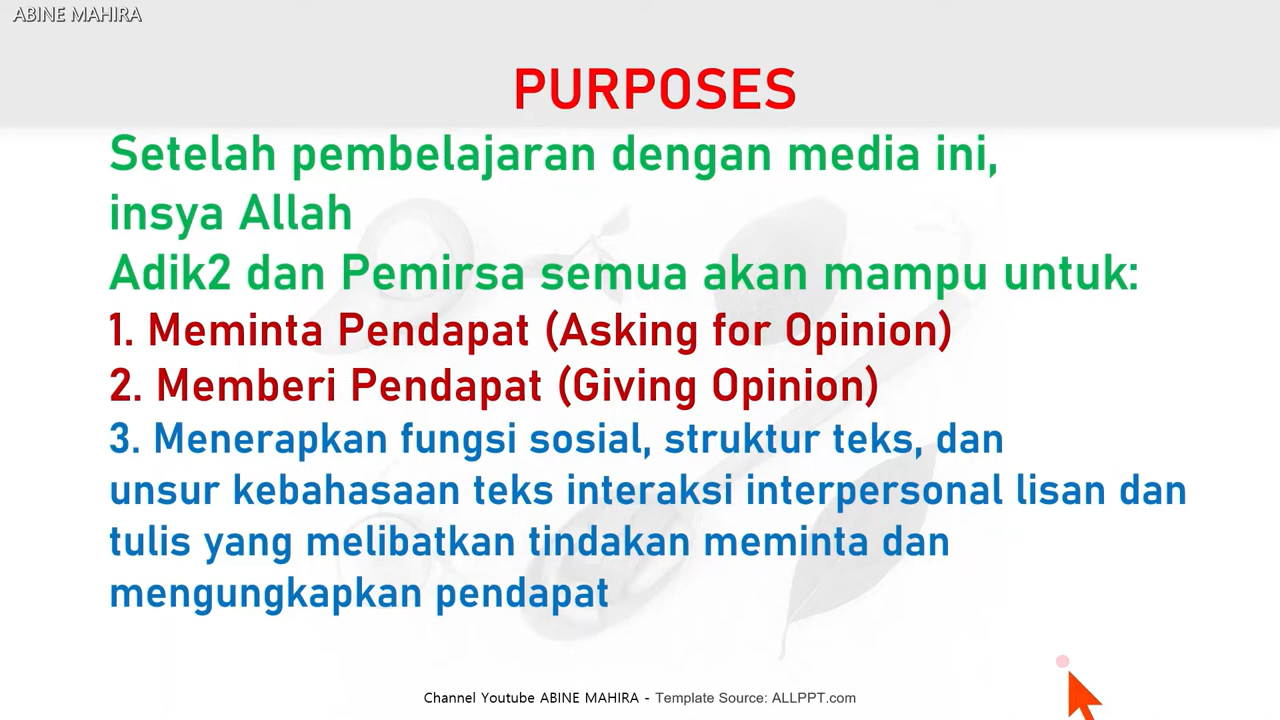 ABINE MAHIRA
PURPOSES
Setelah pembelajaran dengan media ini,
insya Allah
Adik2 dan Pemirsa semua akan mampu untuk:
1. Meminta Pendapat (Asking for Opinion)
2. Memberi Pendapat (Giving Opinion)
3. Menerapkan fungsi sosial, struktur teks, dan
unsur kebahasaan teks interaksi interpersonal lisan dan
tulis yang melibatkan tindakan meminta dan
mengungkapkan pendapat
Channel Youtube ABINE MAHIRA - Template Source: ALLPPT.com